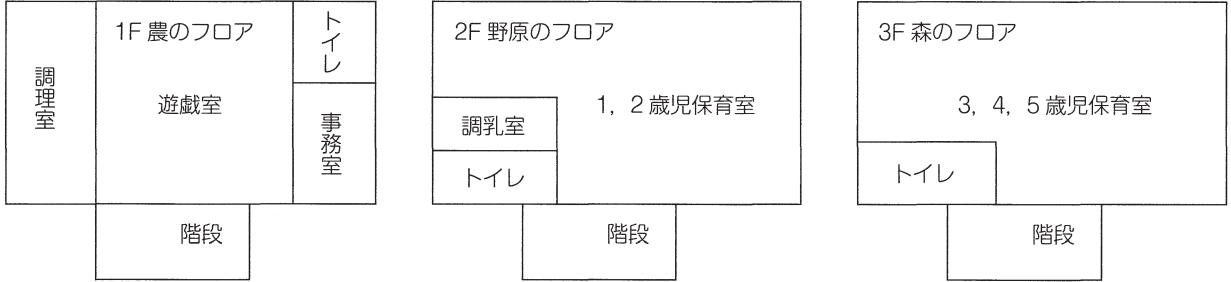 1F 農のフロア
調理室
遊戯室
トイレ
事務室
階段
2F 野原のフロア
1，2歳児保育室
調乳室
トイレ
階段
3F 森のフロア
3，4，5歳児保育室
トイレ
階段